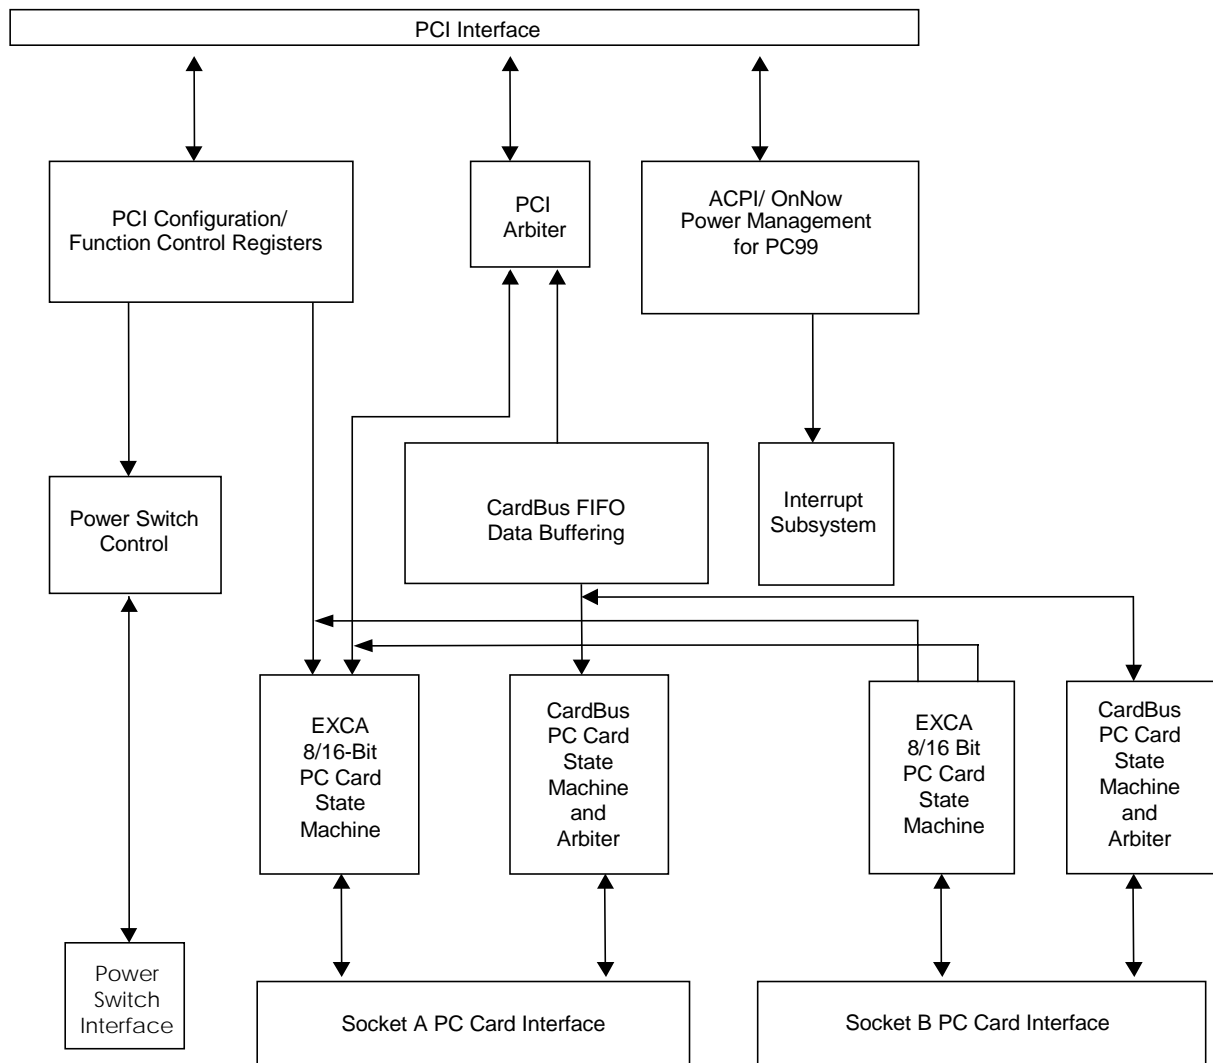 PCI Interface
PCI Configuration/
Function Control Registers
PCI
Arbiter
ACPI/ OnNow
Power Management
for PC99
Power Switch
Control
CardBus FIFO
Data Buffering
Interrupt
Subsystem
EXCA
8/16-Bit
PC Card
State
Machine
CardBus
PC Card
State
Machine
and
Arbiter
EXCA
8/16 Bit
PC Card
State
Machine
CardBus
PC Card
State
Machine
and
Arbiter
Power
Switch
Interface
Socket A PC Card Interface
Socket B PC Card Interface